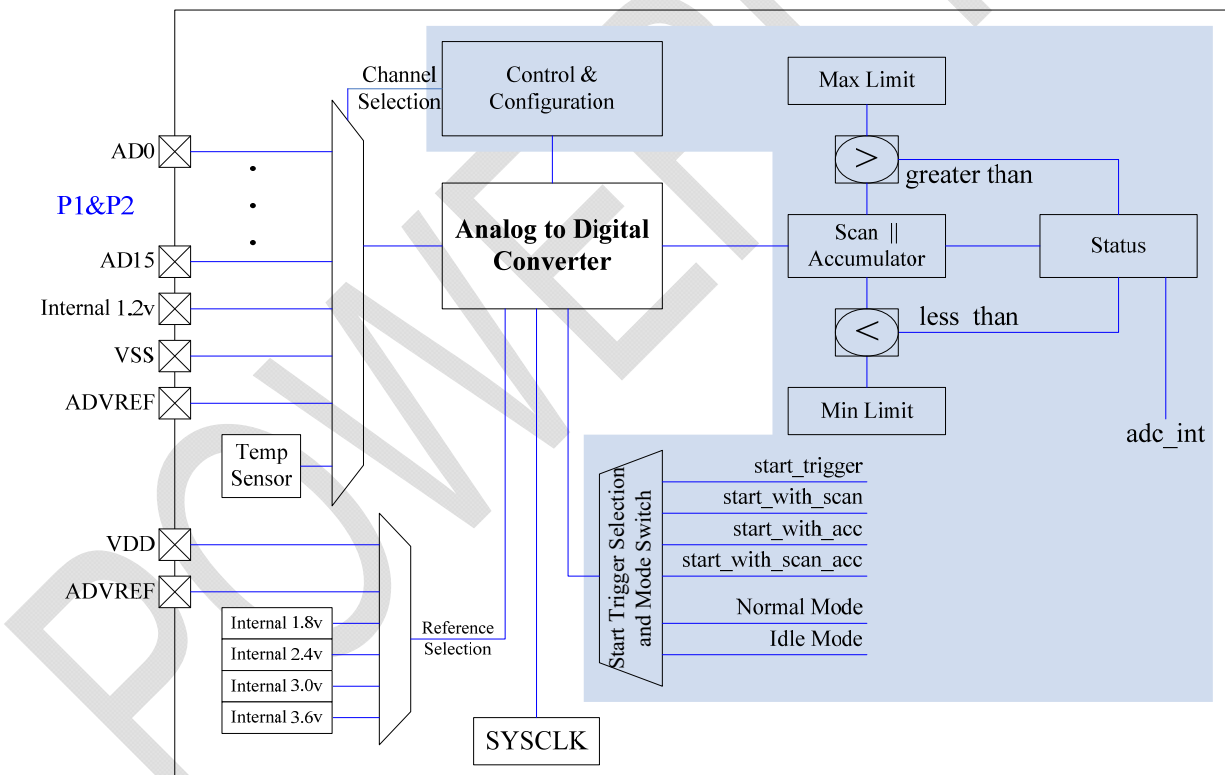 Channel
Selection
Control &
Configuration
Max Limit
AD0
>
greater than
P1&P2
Analog to Digital
Converter
Scan ||
Accumulator
Status
AD15
Internal 1.2v
<
less than
VSS
ADVREF
Min Limit
adc_int
Temp
Sensor
Start Trigger Selection
and Mode Switch
start_trigger
start_with_scan
start_with_acc
start_with_scan_acc
Normal Mode
Idle Mode
VDD
ADVREF
Internal 1.8v
Internal 2.4v
Internal 3.0v
Internal 3.6v
Reference
Selection
SYSCLK